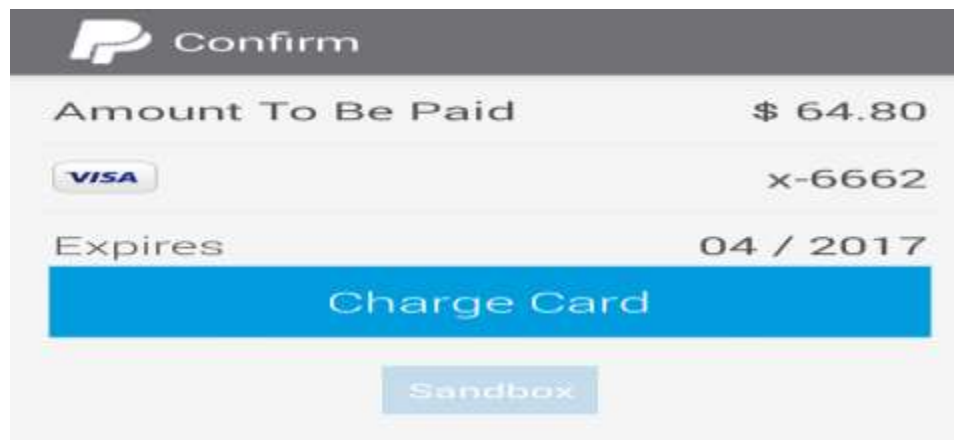 Confirm
Amount To Be Paid $ 64.80
VISA x-6662
Expires 04 / 2017
Charge Card
Sandbox